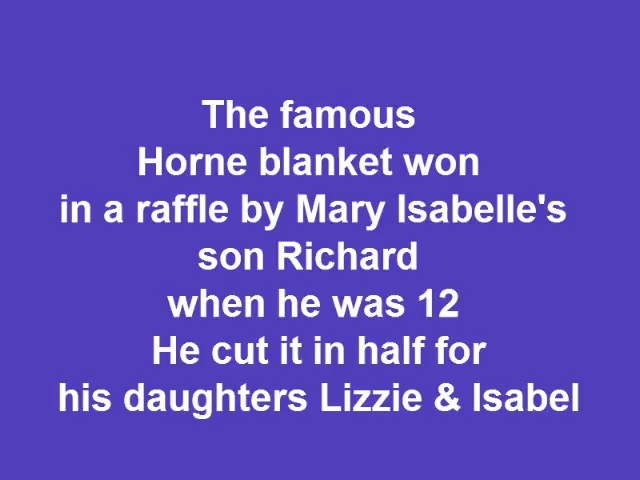 The famous
Horne blanket won
in a raffle by Mary Isabelle's
son Richard
when he was 12
He cut it in half for
his daughters Lizzie & Isabel